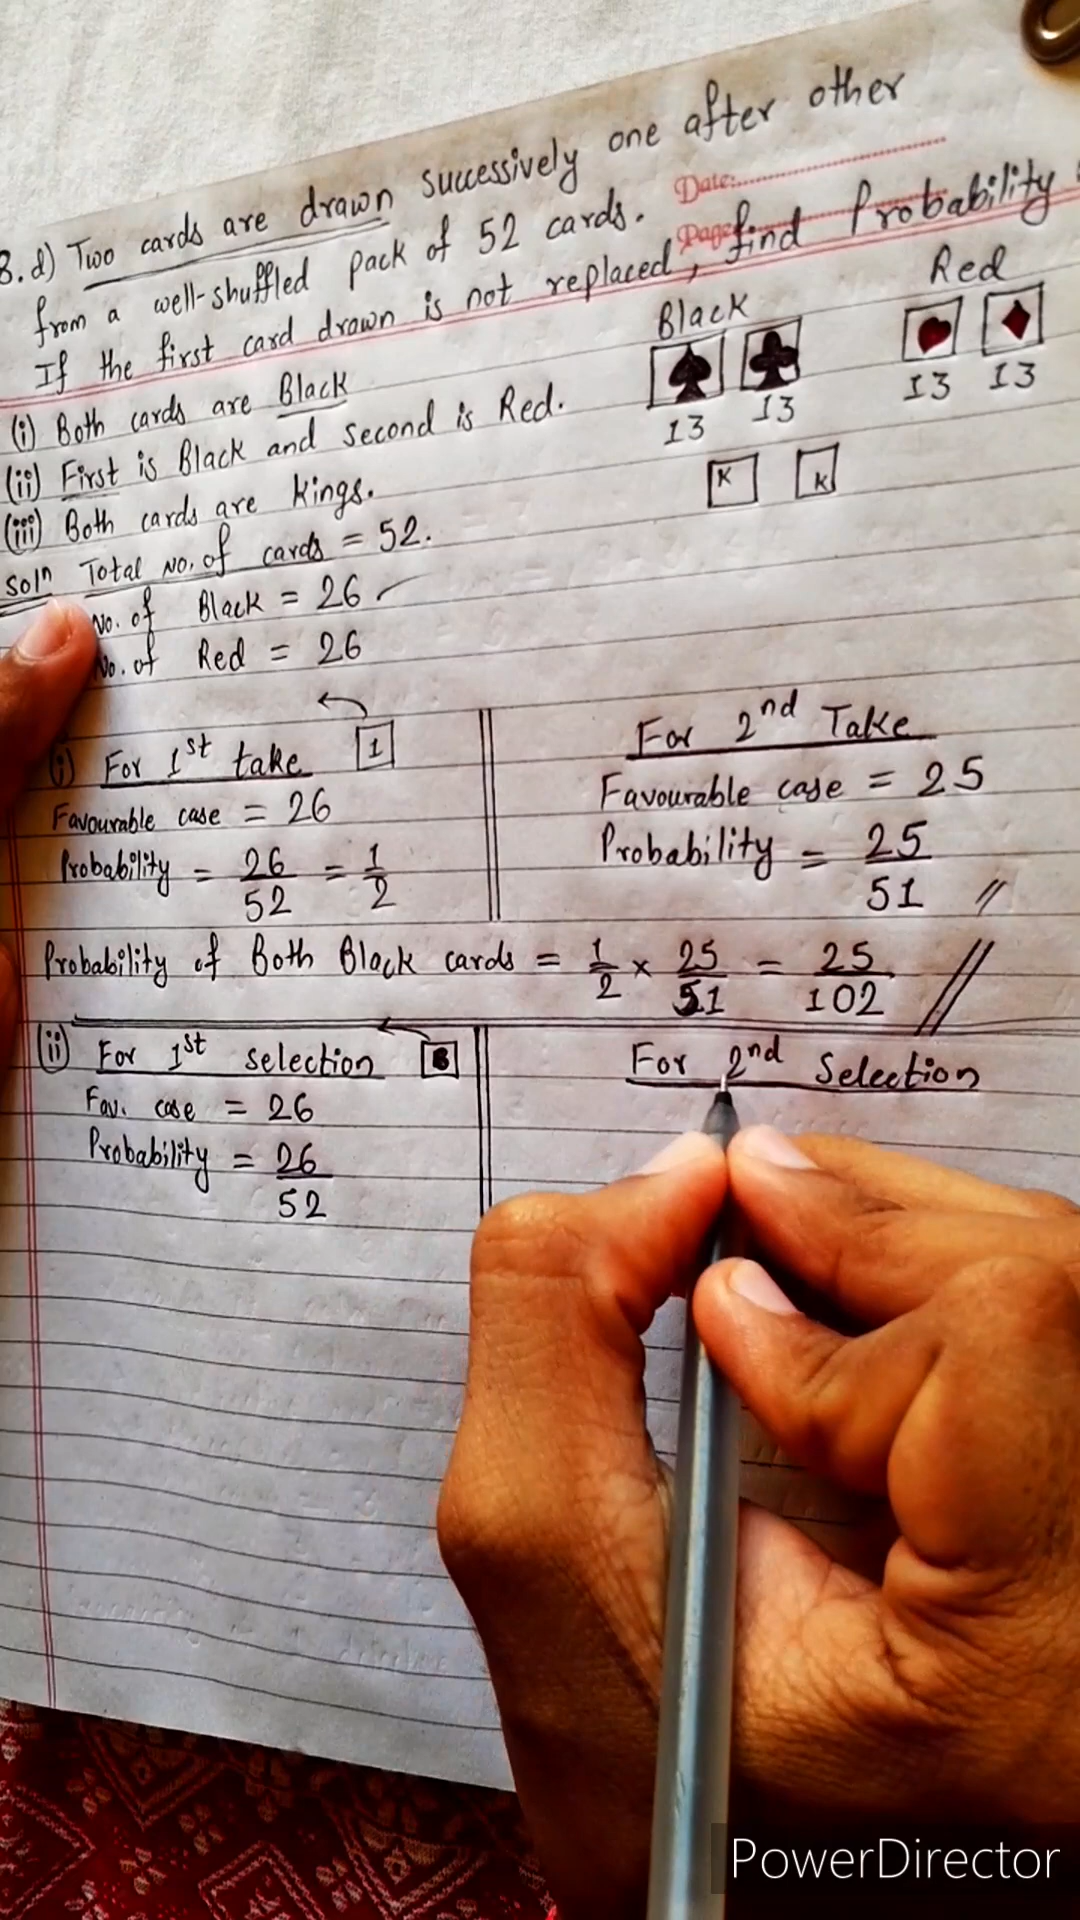 8.d) Two cards are drawn successively one after other
Date:
from a well-shuffled pack of 52 cards.
Page
If the first card drawn is not replaced, find Probability
(i) Both cards are Black
(ii) First is Black and second is Red.
(iii) Both cards are Kings.
Black
Red
13 13
13 13
K K
Soln Total No. of cards = 52.
No. of Black = 26
No. of Red = 26
(i) For 1st take 1
Favourable case = 26
Probability = 26/52 = 1/2
For 2nd Take
Favourable case = 25
Probability = 25/51 //
Probability of Both Black cards = 1/2 × 25/51 = 25/102 //
(ii) For 1st selection B
Fav. case = 26
Probability = 26/52
For 2nd Selection
PowerDirector